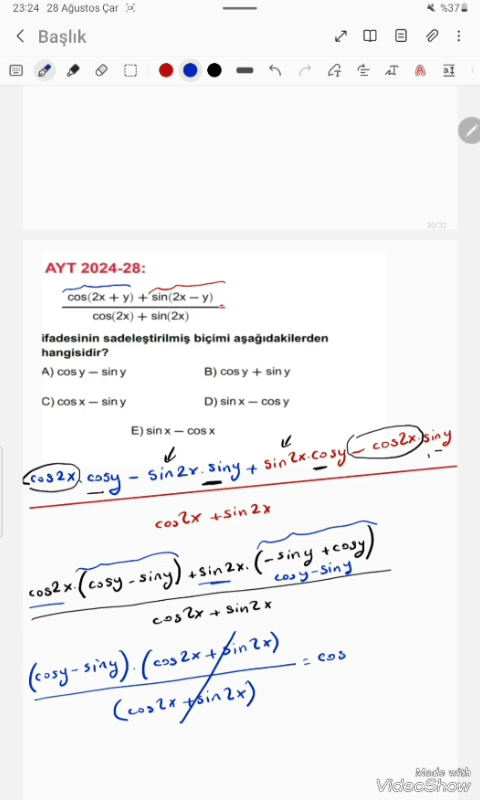 23:24 28 Ağustos Çar %37
Başlık
30/32
AYT 2024-28:
cos(2x + y) + sin(2x − y)
cos(2x) + sin(2x)
ifadesinin sadeleştirilmiş biçimi aşağıdakilerden
hangisidir?
A) cos y − sin y B) cos y + sin y
C) cos x − sin y D) sin x − cos y
E) sin x − cos x
cos2x.cosy − sin2x.siny + sin2x.cosy − cos2x.siny
cos2x + sin2x
cos2x.(cosy − siny) + sin2x.(−siny + cosy)
cosy − siny
cos2x + sin2x
(cosy − siny).(cos2x + sin2x) = cos
(cos2x + sin2x)
Made with
VideoShow